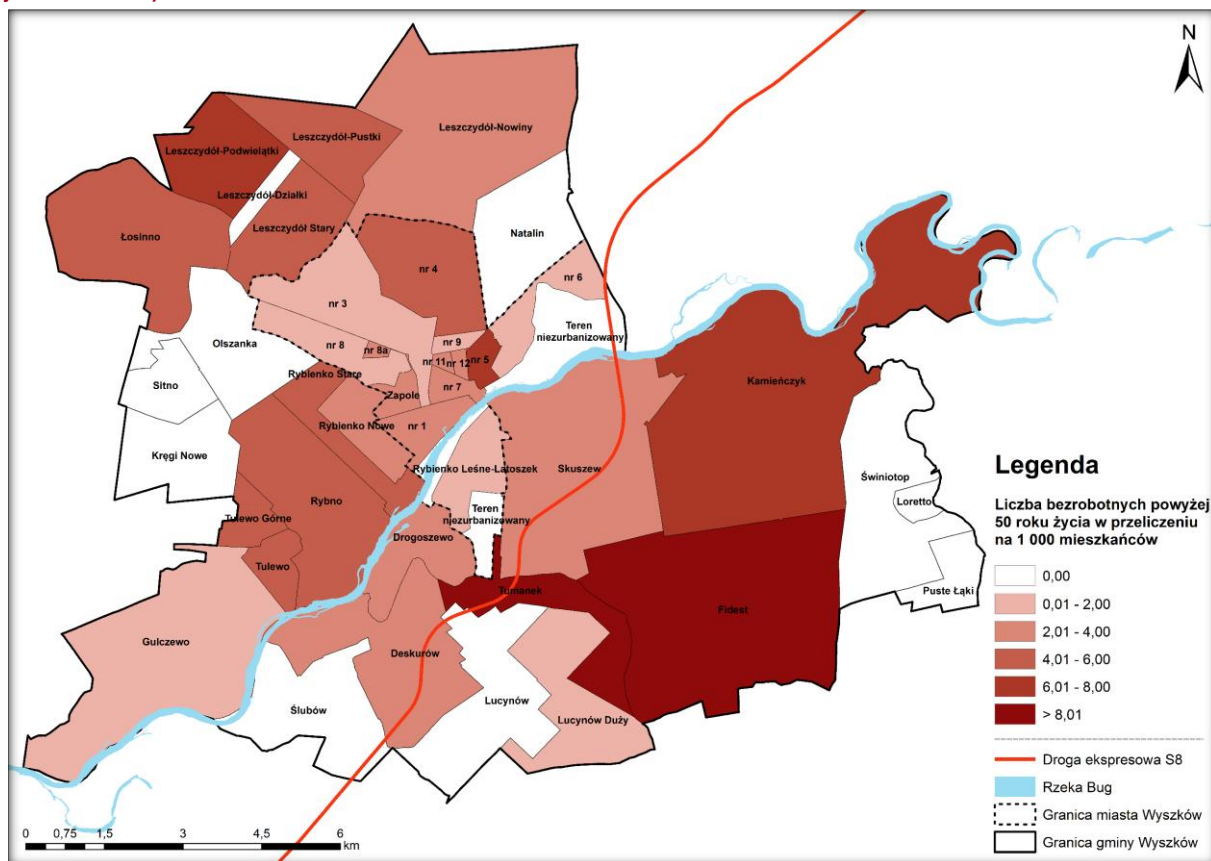 N
Leszczydół-Pustki
Leszczydół-Nowiny
Leszczydół-Podwielątki
Leszczydół-Działki
Leszczydół Stary
Łosinno
Natalin
nr 4
nr 6
nr 3
Teren
niezurbanizowany
Olszanka
nr 8
nr 8a
nr 9
nr 11
nr 12
nr 5
Rybienko Stare
Sitno
Zapole
nr 7
Kamieńczyk
Rybienko Nowe
nr 1
Kręgi Nowe
Rybienko Leśne-Latoszek
Skuszew
Świniotop
Loretto
Rybno
Teren
niezurbanizowany
Tulewo Górne
Drogoszewo
Tulewo
Tumanek
Fidest
Puste Łąki
Gulczewo
Deskurów
Ślubów
Lucynów
Lucynów Duży
Legenda
Liczba bezrobotnych powyżej
50 roku życia w przeliczeniu
na 1 000 mieszkańców
0,00
0,01 - 2,00
2,01 - 4,00
4,01 - 6,00
6,01 - 8,00
> 8,01
Droga ekspresowa S8
Rzeka Bug
Granica miasta Wyszków
Granica gminy Wyszków
0 0,75 1,5 3 4,5 6
km